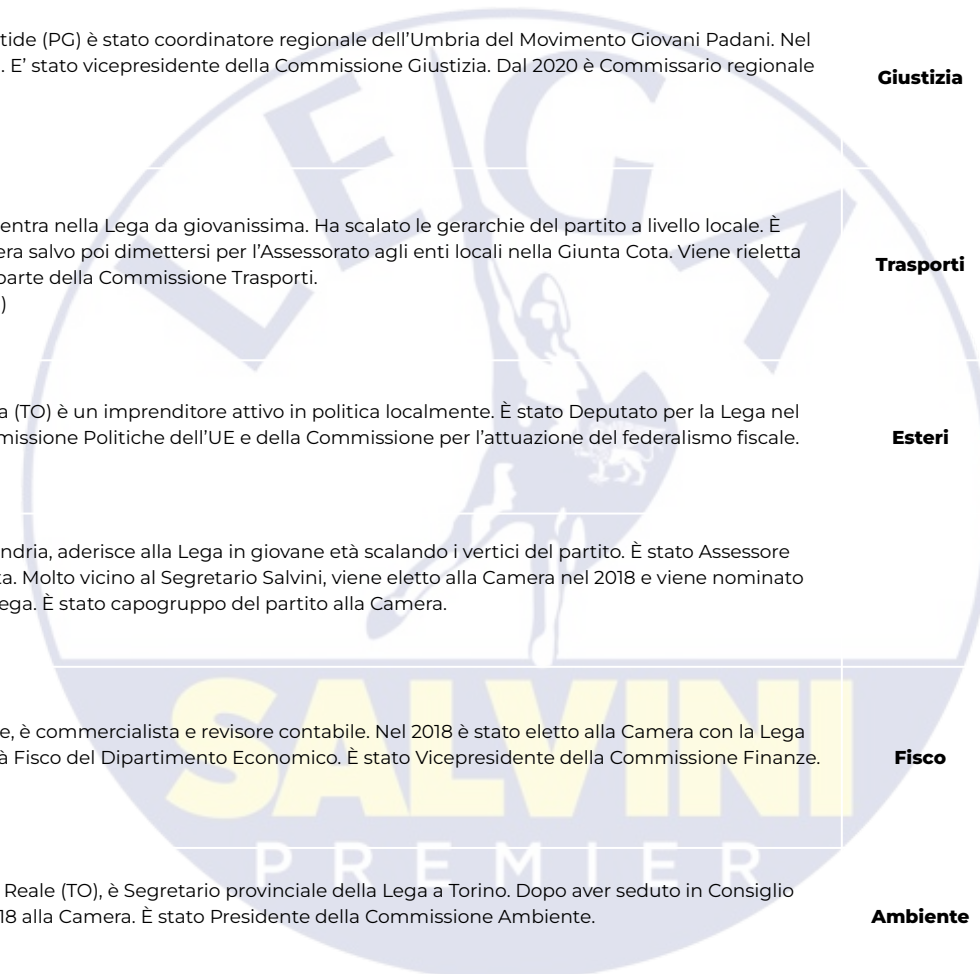 tide (PG) è stato coordinatore regionale dell’Umbria del Movimento Giovani Padani. Nel
. E’ stato vicepresidente della Commissione Giustizia. Dal 2020 è Commissario regionale
Giustizia
entra nella Lega da giovanissima. Ha scalato le gerarchie del partito a livello locale. È
era salvo poi dimettersi per l’Assessorato agli enti locali nella Giunta Cota. Viene rieletta
parte della Commissione Trasporti.
)
Trasporti
a (TO) è un imprenditore attivo in politica localmente. È stato Deputato per la Lega nel
missione Politiche dell’UE e della Commissione per l’attuazione del federalismo fiscale.
Esteri
ndria, aderisce alla Lega in giovane età scalando i vertici del partito. È stato Assessore
ta. Molto vicino al Segretario Salvini, viene eletto alla Camera nel 2018 e viene nominato
ega. È stato capogruppo del partito alla Camera.
e, è commercialista e revisore contabile. Nel 2018 è stato eletto alla Camera con la Lega
à Fisco del Dipartimento Economico. È stato Vicepresidente della Commissione Finanze.
Fisco
Reale (TO), è Segretario provinciale della Lega a Torino. Dopo aver seduto in Consiglio
18 alla Camera. È stato Presidente della Commissione Ambiente.
Ambiente
LEGA
SALVINI
PREMIER